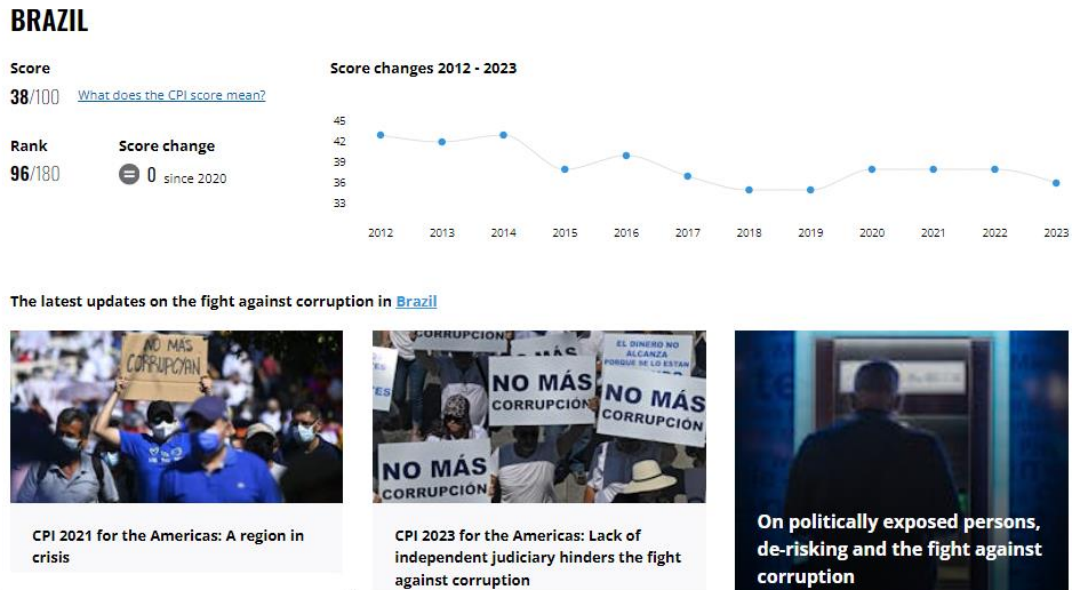 BRAZIL
Score
38/100 What does the CPI score mean?
Rank
96/180
Score change
0 since 2020
Score changes 2012 - 2023
45
42
39
36
33
2012 2013 2014 2015 2016 2017 2018 2019 2020 2021 2022 2023
The latest updates on the fight against corruption in Brazil
NO MAS
CORRUPCYAN
CPI 2021 for the Americas: A region in
crisis
CORRUPCIÓN
MÁS
EL DINERO NO
ALCANZA
PORQUE SE LO ESTAN
NO MÁS
CORRUPCIÓN
NO MÁS
CORRUPCIÓN
NO MÁS
CORRUPCIÓN
CPI 2023 for the Americas: Lack of
independent judiciary hinders the fight
against corruption
On politically exposed persons,
de-risking and the fight against
corruption